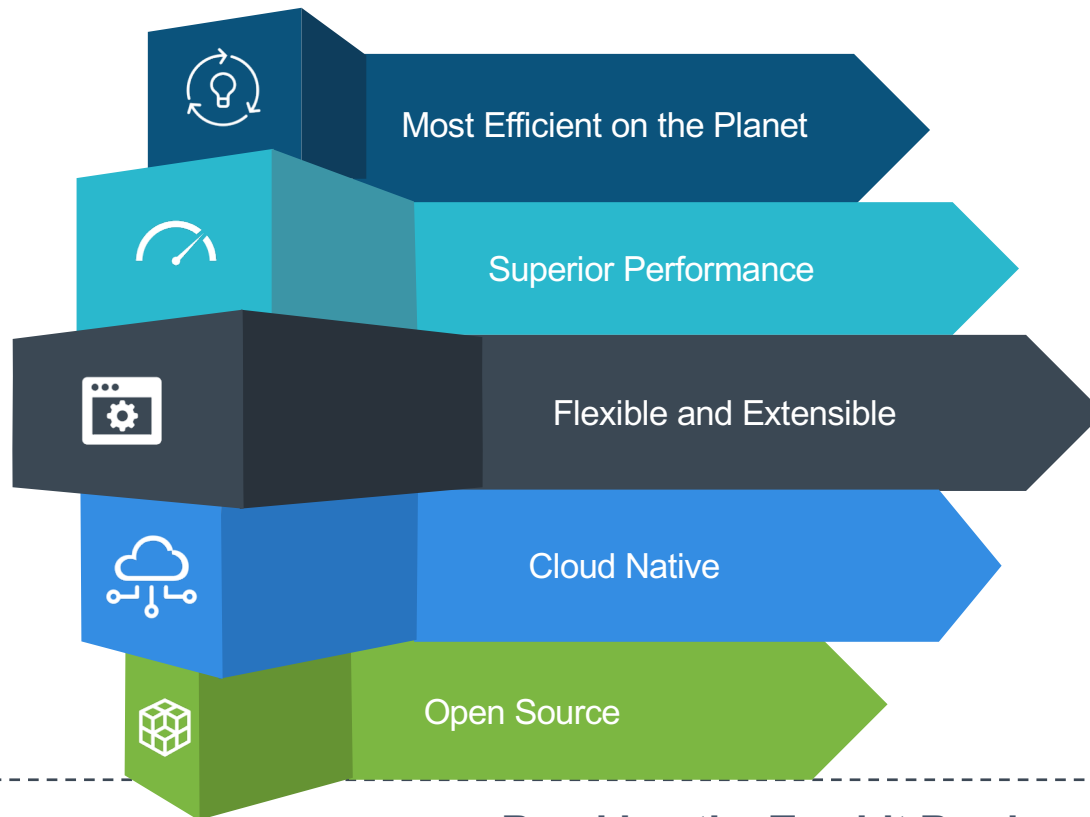 Most Efficient on the Planet
Superior Performance
Flexible and Extensible
Cloud Native
Open Source